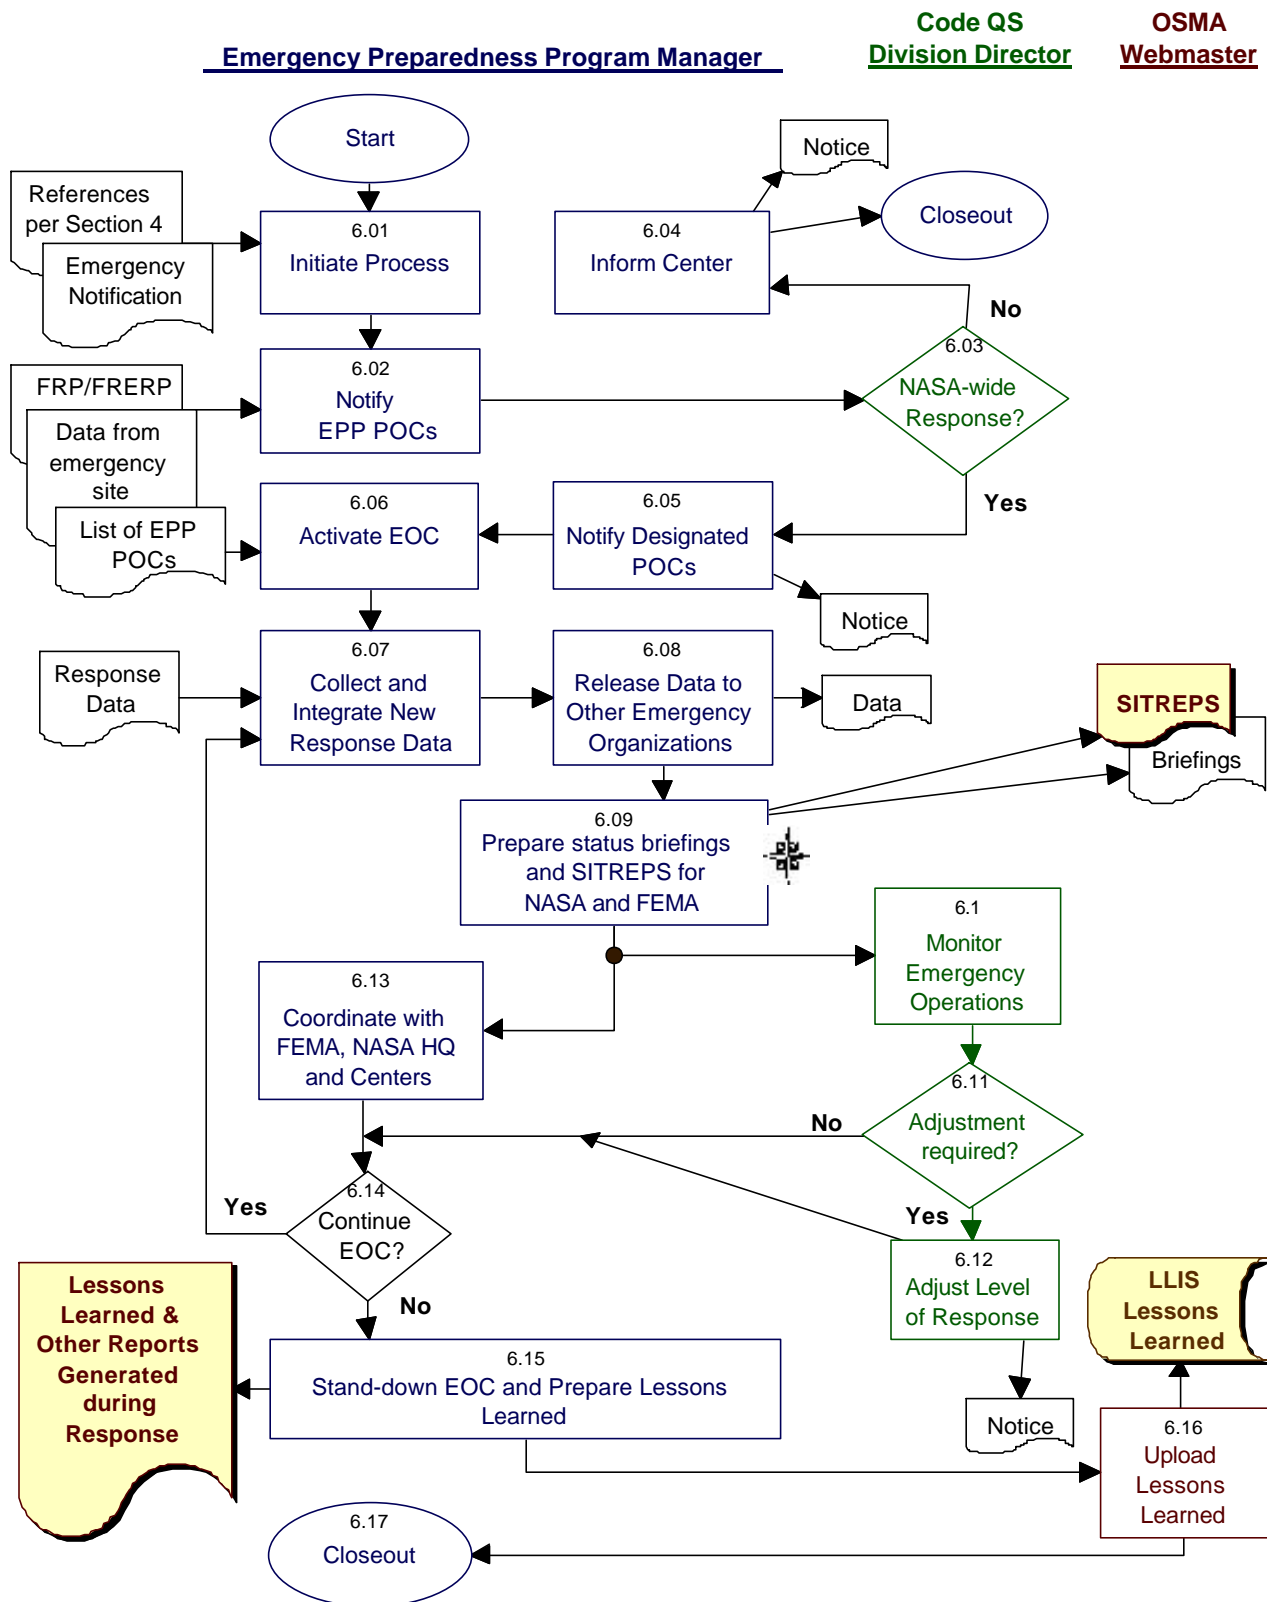 Code QS
Division Director
OSMA
Webmaster
Emergency Preparedness Program Manager
Start
Notice
References
per Section 4
Emergency
Notification
6.01
Initiate Process
6.04
Inform Center
Closeout
No
FRP/FRERP
Data from
emergency
site
List of EPP
POCs
6.02
Notify
EPP POCs
6.03
NASA-wide
Response?
Yes
6.06
Activate EOC
6.05
Notify Designated
POCs
Notice
Response
Data
6.07
Collect and
Integrate New
Response Data
6.08
Release Data to
Other Emergency
Organizations
Data
SITREPS
Briefings
6.09
Prepare status briefings
and SITREPS for
NASA and FEMA
6.1
Monitor
Emergency
Operations
6.13
Coordinate with
FEMA, NASA HQ
and Centers
6.11
Adjustment
required?
No
Yes
6.14
Continue
EOC?
Yes
No
6.12
Adjust Level
of Response
Notice
LLIS
Lessons
Learned
Lessons
Learned &
Other Reports
Generated
during
Response
6.15
Stand-down EOC and Prepare Lessons
Learned
6.16
Upload
Lessons
Learned
6.17
Closeout